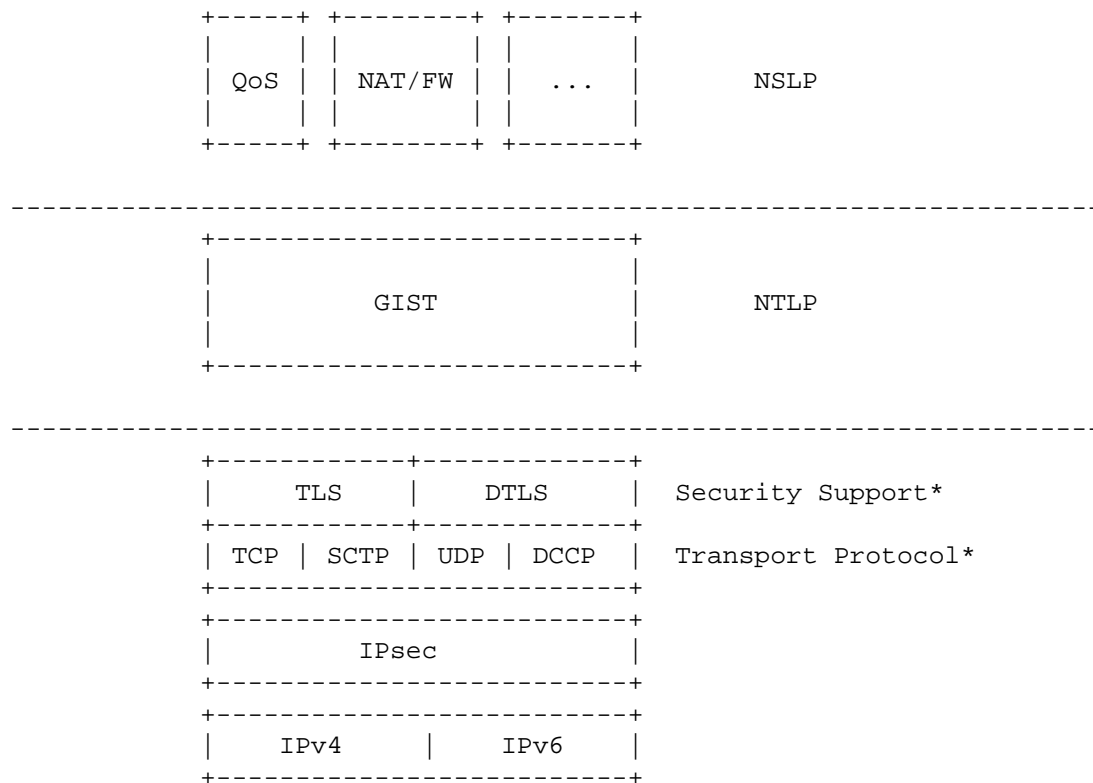 +-----+ +--------+ +-------+
|     | |        | |       |
| QoS | | NAT/FW | |  ...  |       NSLP
|     | |        | |       |
+-----+ +--------+ +-------+
---------------------------------------------------------------------
+--------------------------+
|                          |
|          GIST            |       NTLP
|                          |
+--------------------------+
---------------------------------------------------------------------
+------------+-------------+
|     TLS    |    DTLS     |  Security Support*
+------------+-------------+
| TCP | SCTP | UDP | DCCP  |  Transport Protocol*
+--------------------------+
+--------------------------+
|         IPsec            |
+--------------------------+
+--------------------------+
|    IPv4     |    IPv6    |
+--------------------------+